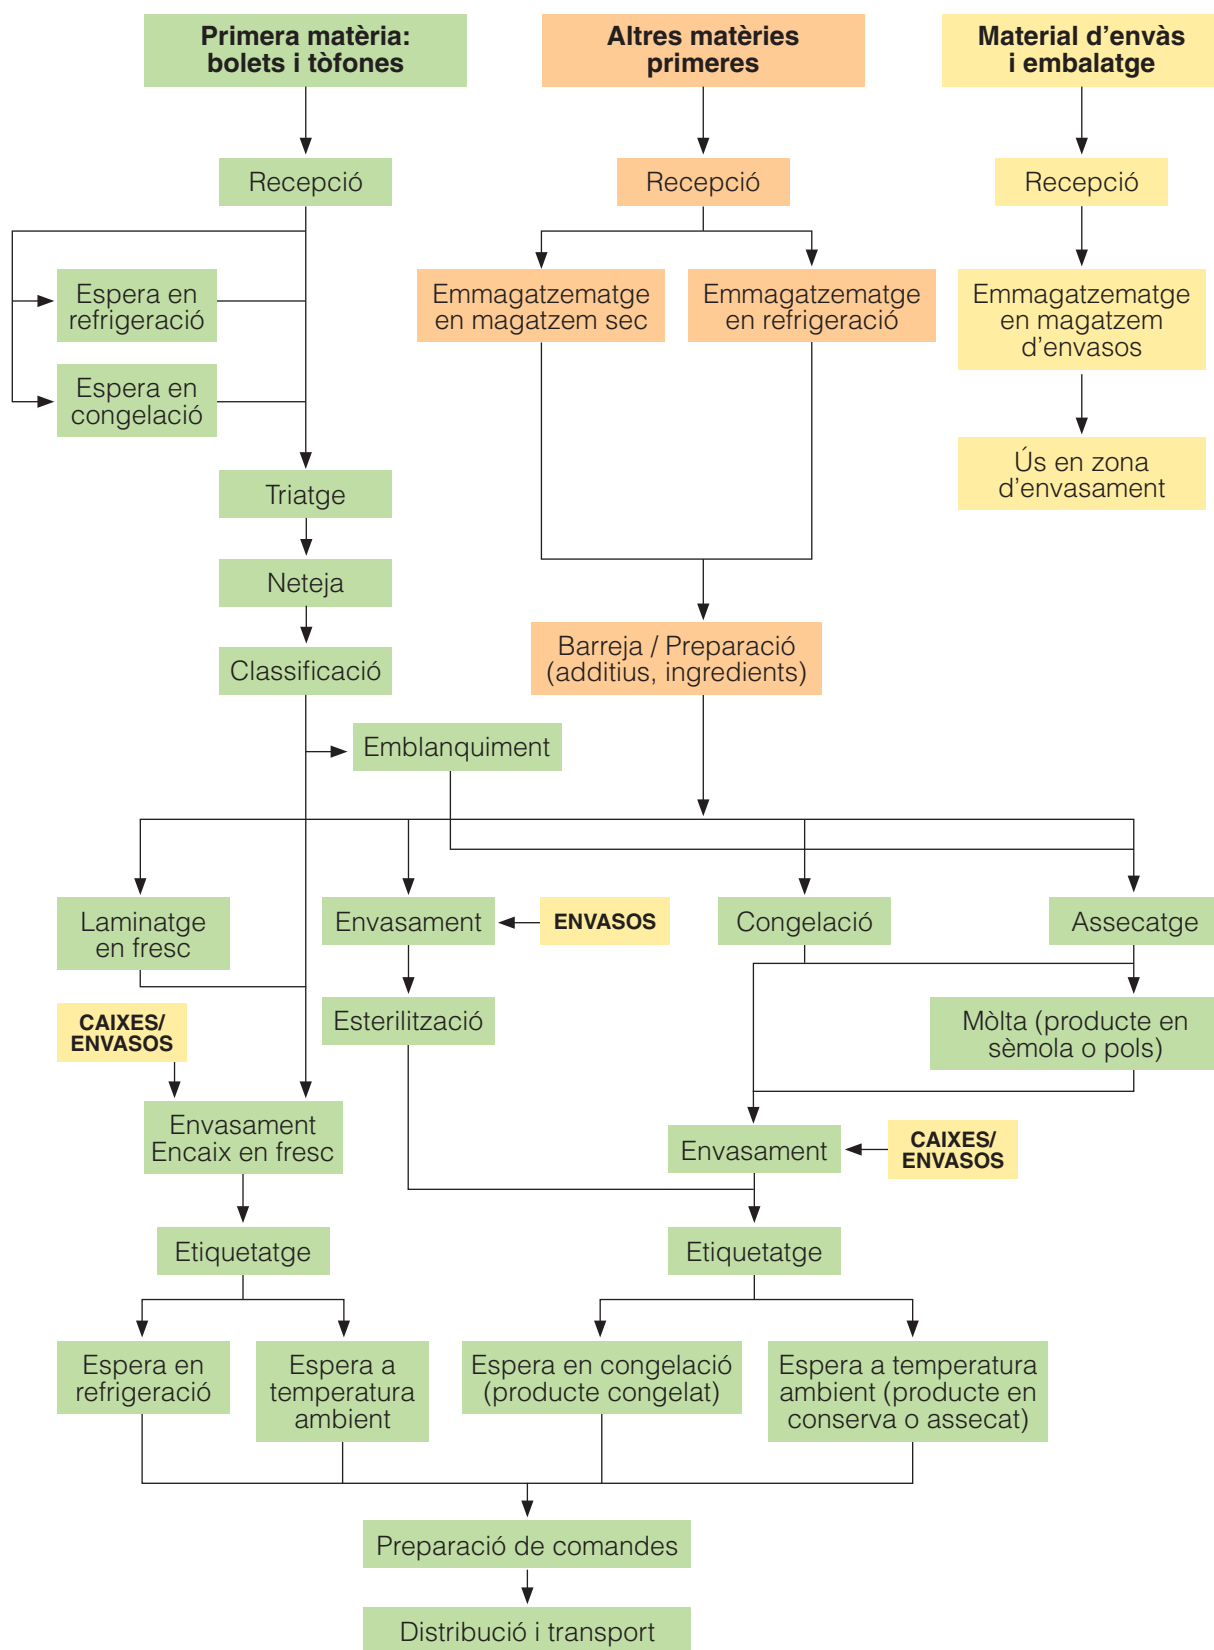 Primera matèria:
bolets i tòfones
Altres matèries
primeres
Material d’envàs
i embalatge
Recepció
Recepció
Recepció
Espera en
refrigeració
Emmagatzematge
en magatzem sec
Emmagatzematge
en refrigeració
Emmagatzematge
en magatzem
d’envasos
Espera en
congelació
Triatge
Ús en zona
d’envasament
Neteja
Classificació
Barreja / Preparació
(additius, ingredients)
Emblanquiment
Laminatge
en fresc
Envasament
ENVASOS
Congelació
Assecatge
CAIXES/
ENVASOS
Esterilització
Mòlta (producte en
sèmola o pols)
Envasament
Encaix en fresc
Envasament
CAIXES/
ENVASOS
Etiquetatge
Etiquetatge
Espera en
refrigeració
Espera a
temperatura
ambient
Espera en congelació
(producte congelat)
Espera a temperatura
ambient (producte en
conserva o assecat)
Preparació de comandes
Distribució i transport